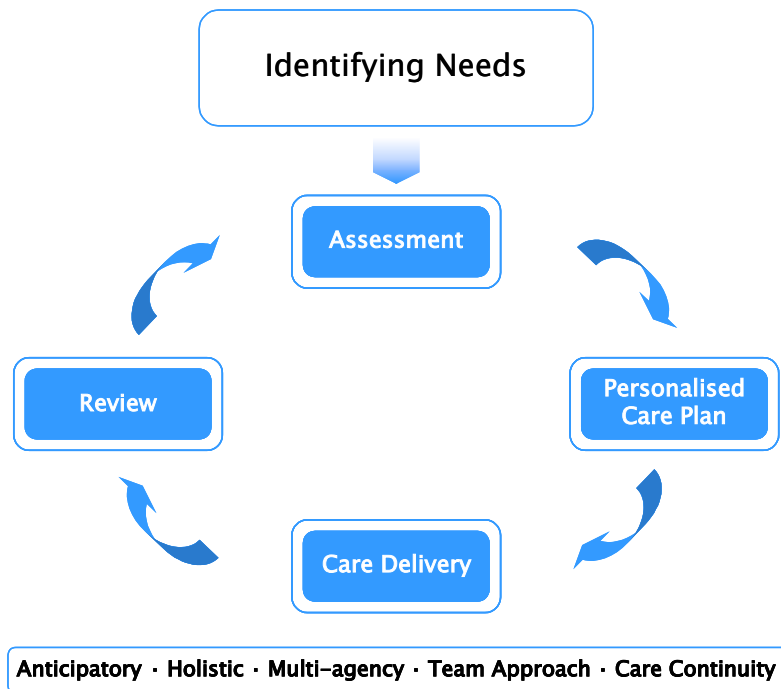 Identifying Needs
Assessment
Review
Personalised
Care Plan
Care Delivery
Anticipatory · Holistic · Multi-agency · Team Approach · Care Continuity